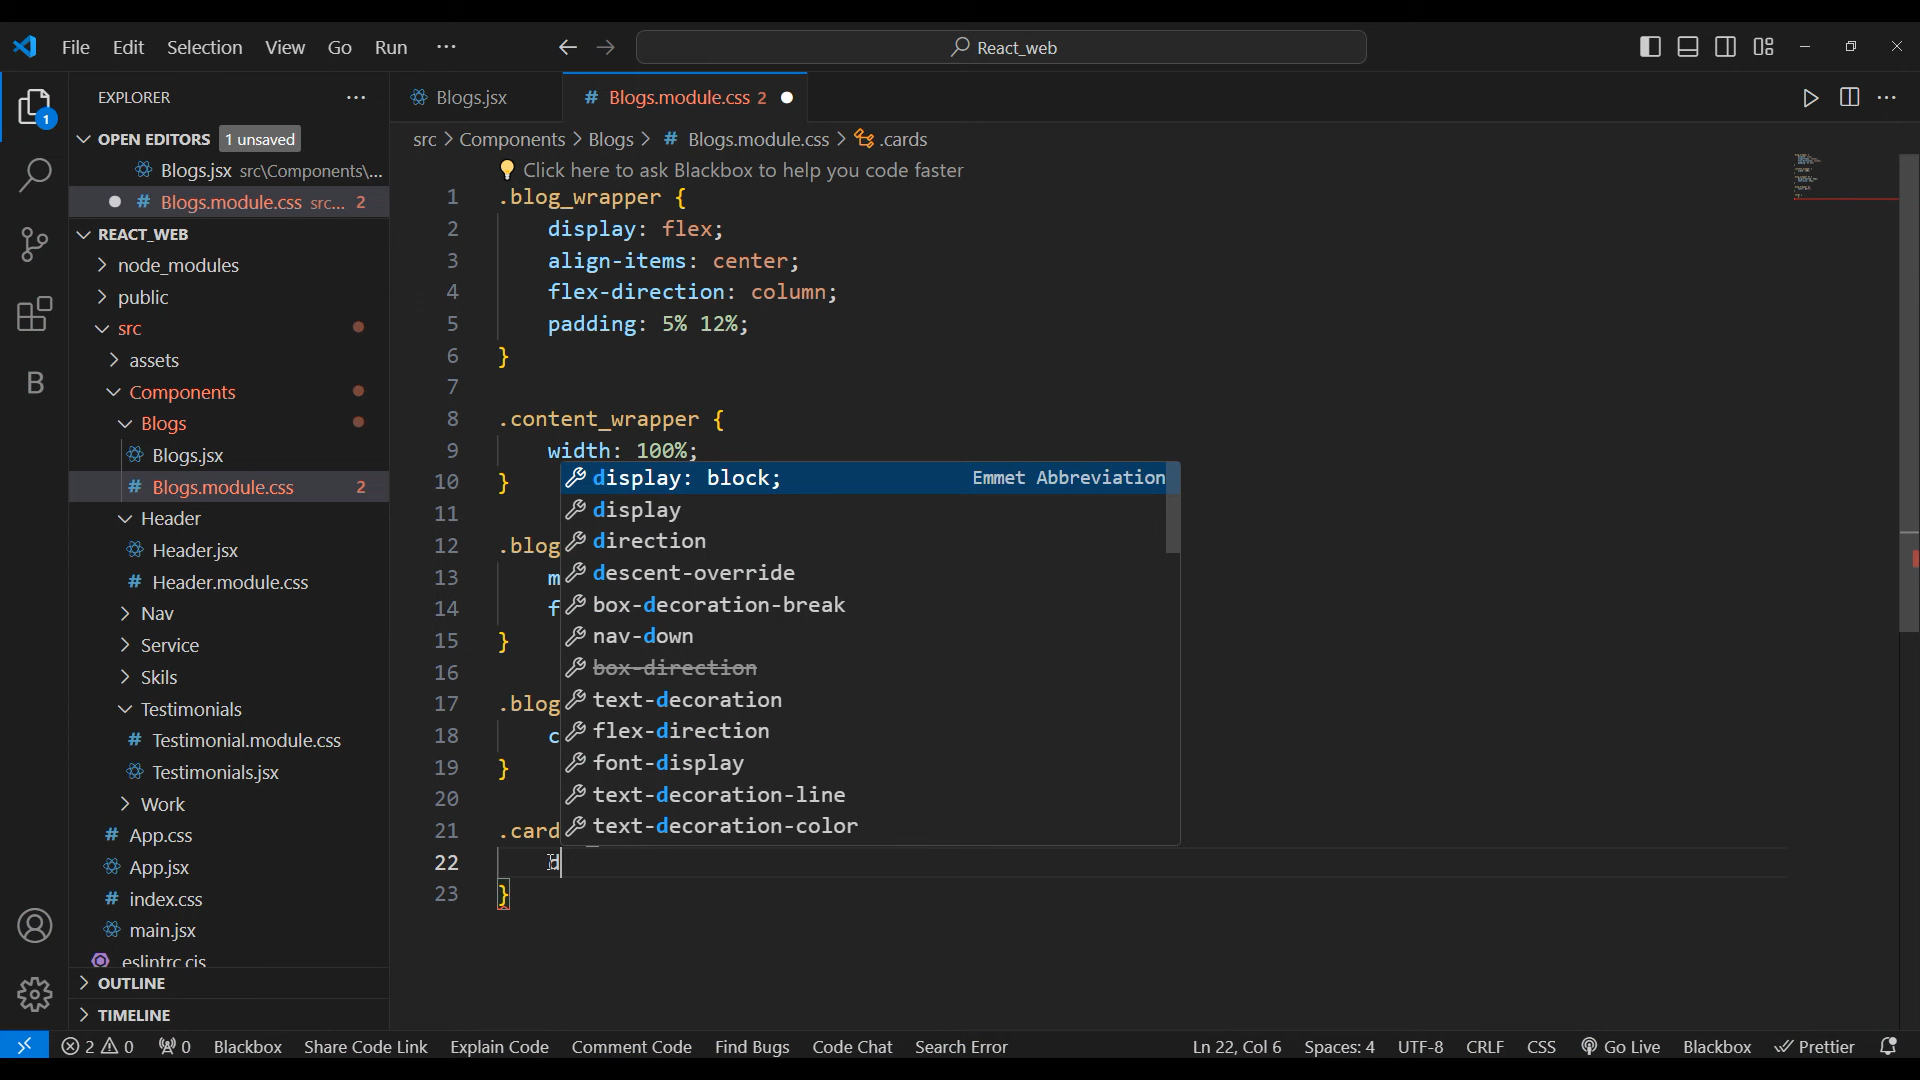 File Edit Selection View Go Run ··· React_web
EXPLORER ···
OPEN EDITORS 1 unsaved
Blogs.jsx src\Components\...
Blogs.module.css src... 2
REACT_WEB
node_modules
public
src
assets
Components
Blogs
Blogs.jsx
Blogs.module.css 2
Header
Header.jsx
Header.module.css
Nav
Service
Skils
Testimonials
Testimonial.module.css
Testimonials.jsx
Work
App.css
App.jsx
index.css
main.jsx
eslintrc.cjs
OUTLINE
TIMELINE
Blogs.jsx # Blogs.module.css 2
src > Components > Blogs > # Blogs.module.css > .cards
Click here to ask Blackbox to help you code faster
1 .blog_wrapper {
2 display: flex;
3 align-items: center;
4 flex-direction: column;
5 padding: 5% 12%;
6 }
7
8 .content_wrapper {
9 width: 100%;
10 }
11
12 .blog
13 m
14 f
15 }
16
17 .blog
18 c
19 }
20
21 .card
22 d
23 }
display: block; Emmet Abbreviation
display
direction
descent-override
box-decoration-break
nav-down
box-direction
text-decoration
flex-direction
font-display
text-decoration-line
text-decoration-color
2 0 0 Blackbox Share Code Link Explain Code Comment Code Find Bugs Code Chat Search Error Ln 22, Col 6 Spaces: 4 UTF-8 CRLF CSS Go Live Blackbox Prettier